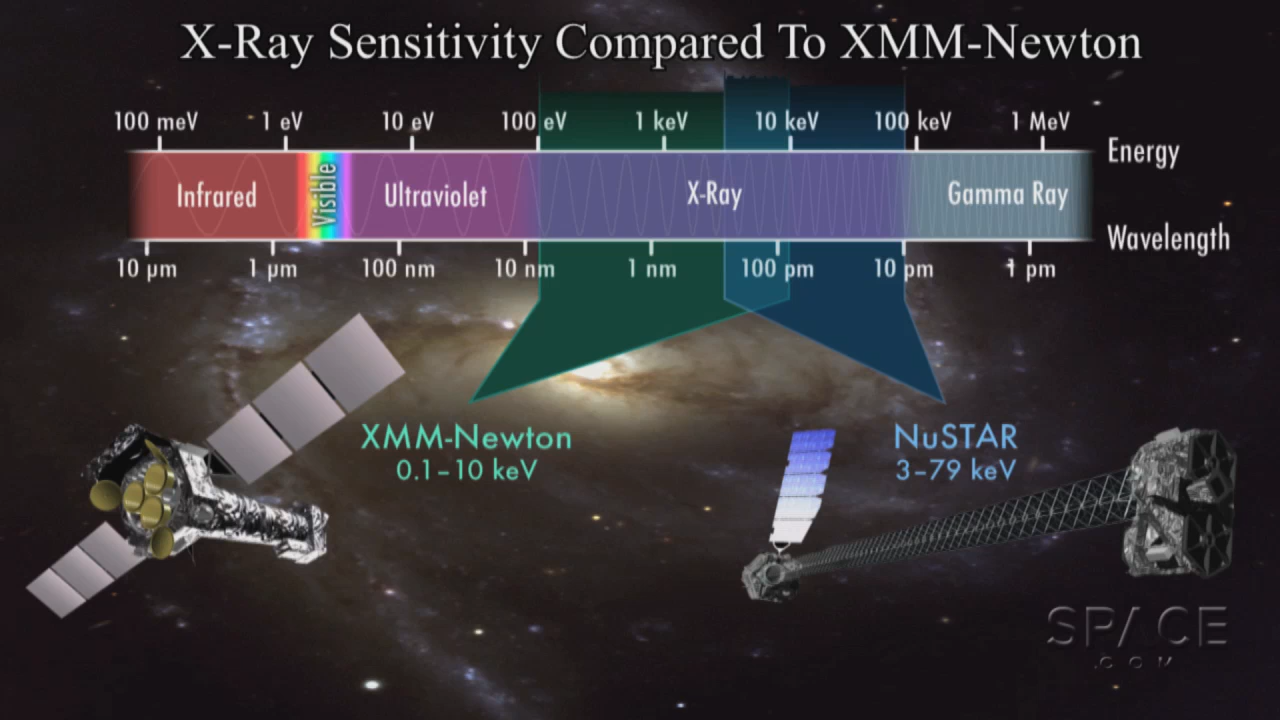 X-Ray Sensitivity Compared To XMM-Newton
100 meV 1 eV 10 eV 100 eV 1 keV 10 keV 100 keV 1 MeV
Energy
Infrared Visible Ultraviolet X-Ray Gamma Ray
Wavelength
10 μm 1 μm 100 nm 10 nm 1 nm 100 pm 10 pm 1 pm
XMM-Newton
0.1–10 keV
NuSTAR
3–79 keV
SPACE
.COM